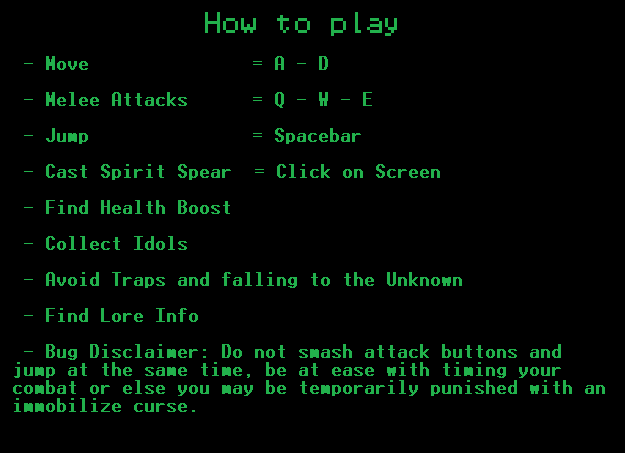 How to play
- Move = A - D
- Melee Attacks = Q - W - E
- Jump = Spacebar
- Cast Spirit Spear = Click on Screen
- Find Health Boost
- Collect Idols
- Avoid Traps and falling to the Unknown
- Find Lore Info
- Bug Disclaimer: Do not smash attack buttons and
jump at the same time, be at ease with timing your
combat or else you may be temporarily punished with an
immobilize curse.